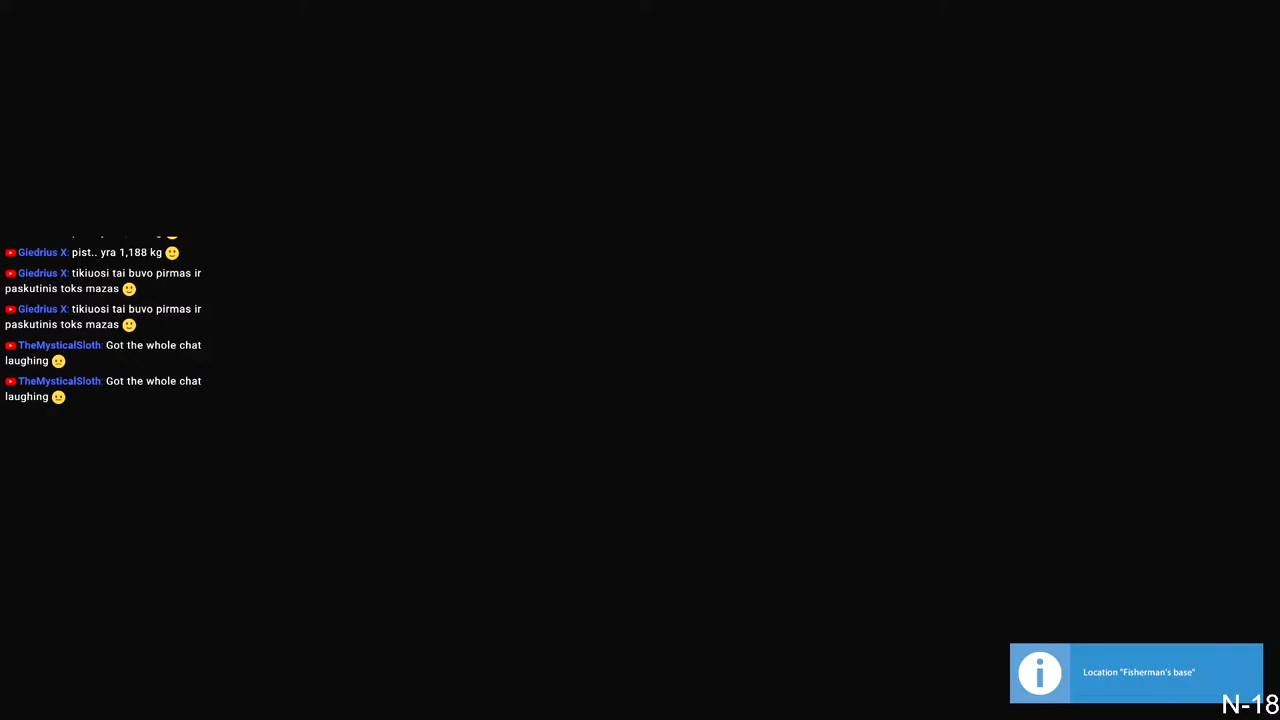 Giedrius X: pist.. yra 1,188 kg 🙂
Giedrius X: tikiuosi tai buvo pirmas ir
paskutinis toks mazas 🙂
Giedrius X: tikiuosi tai buvo pirmas ir
paskutinis toks mazas 🙂
TheMysticalSloth: Got the whole chat
laughing 😐
TheMysticalSloth: Got the whole chat
laughing 😐
Location "Fisherman's base"
N-18